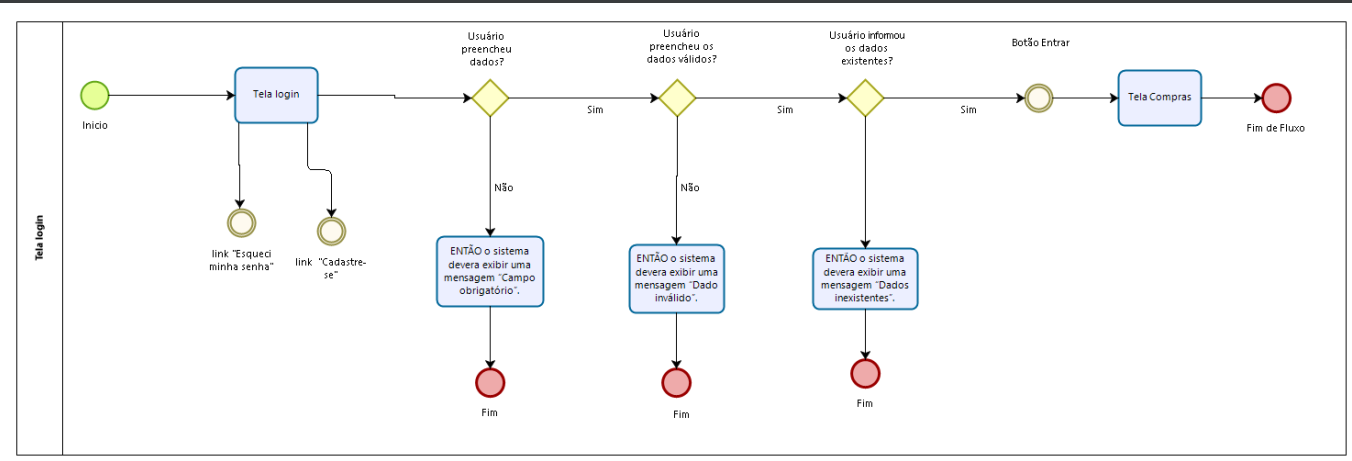 Tela login
Inicio
Tela login
link "Esqueci
minha senha"
link "Cadastre-
se"
Usuário
preencheu
dados?
Sim
Não
ENTÃO o sistema
devera exibir uma
mensagem "Campo
obrigatório".
Fim
Usuário
preencheu os
dados válidos?
Sim
Não
ENTÃO o sistema
devera exibir uma
mensagem "Dado
inválido".
Fim
Usuário informou
os dados
existentes?
Sim
ENTÃO o sistema
devera exibir uma
mensagem "Dados
inexistentes".
Fim
Botão Entrar
Tela Compras
Fim de Fluxo